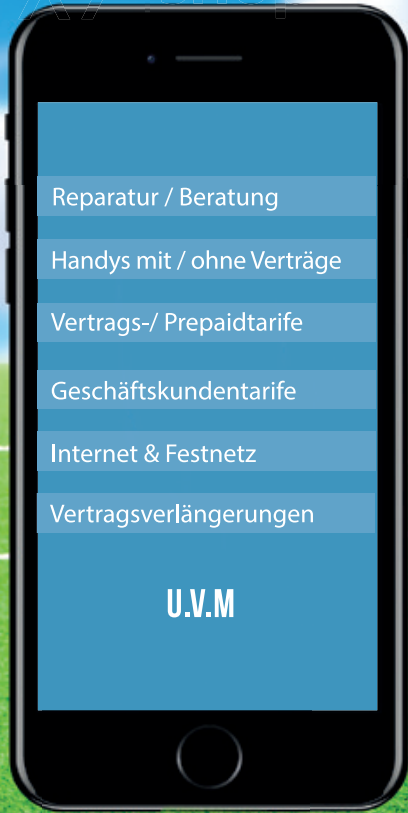 Reparatur / Beratung
Handys mit / ohne Verträge
Vertrags-/ Prepaidtarife
Geschäftskundentarife
Internet & Festnetz
Vertragsverlängerungen
U.V.M